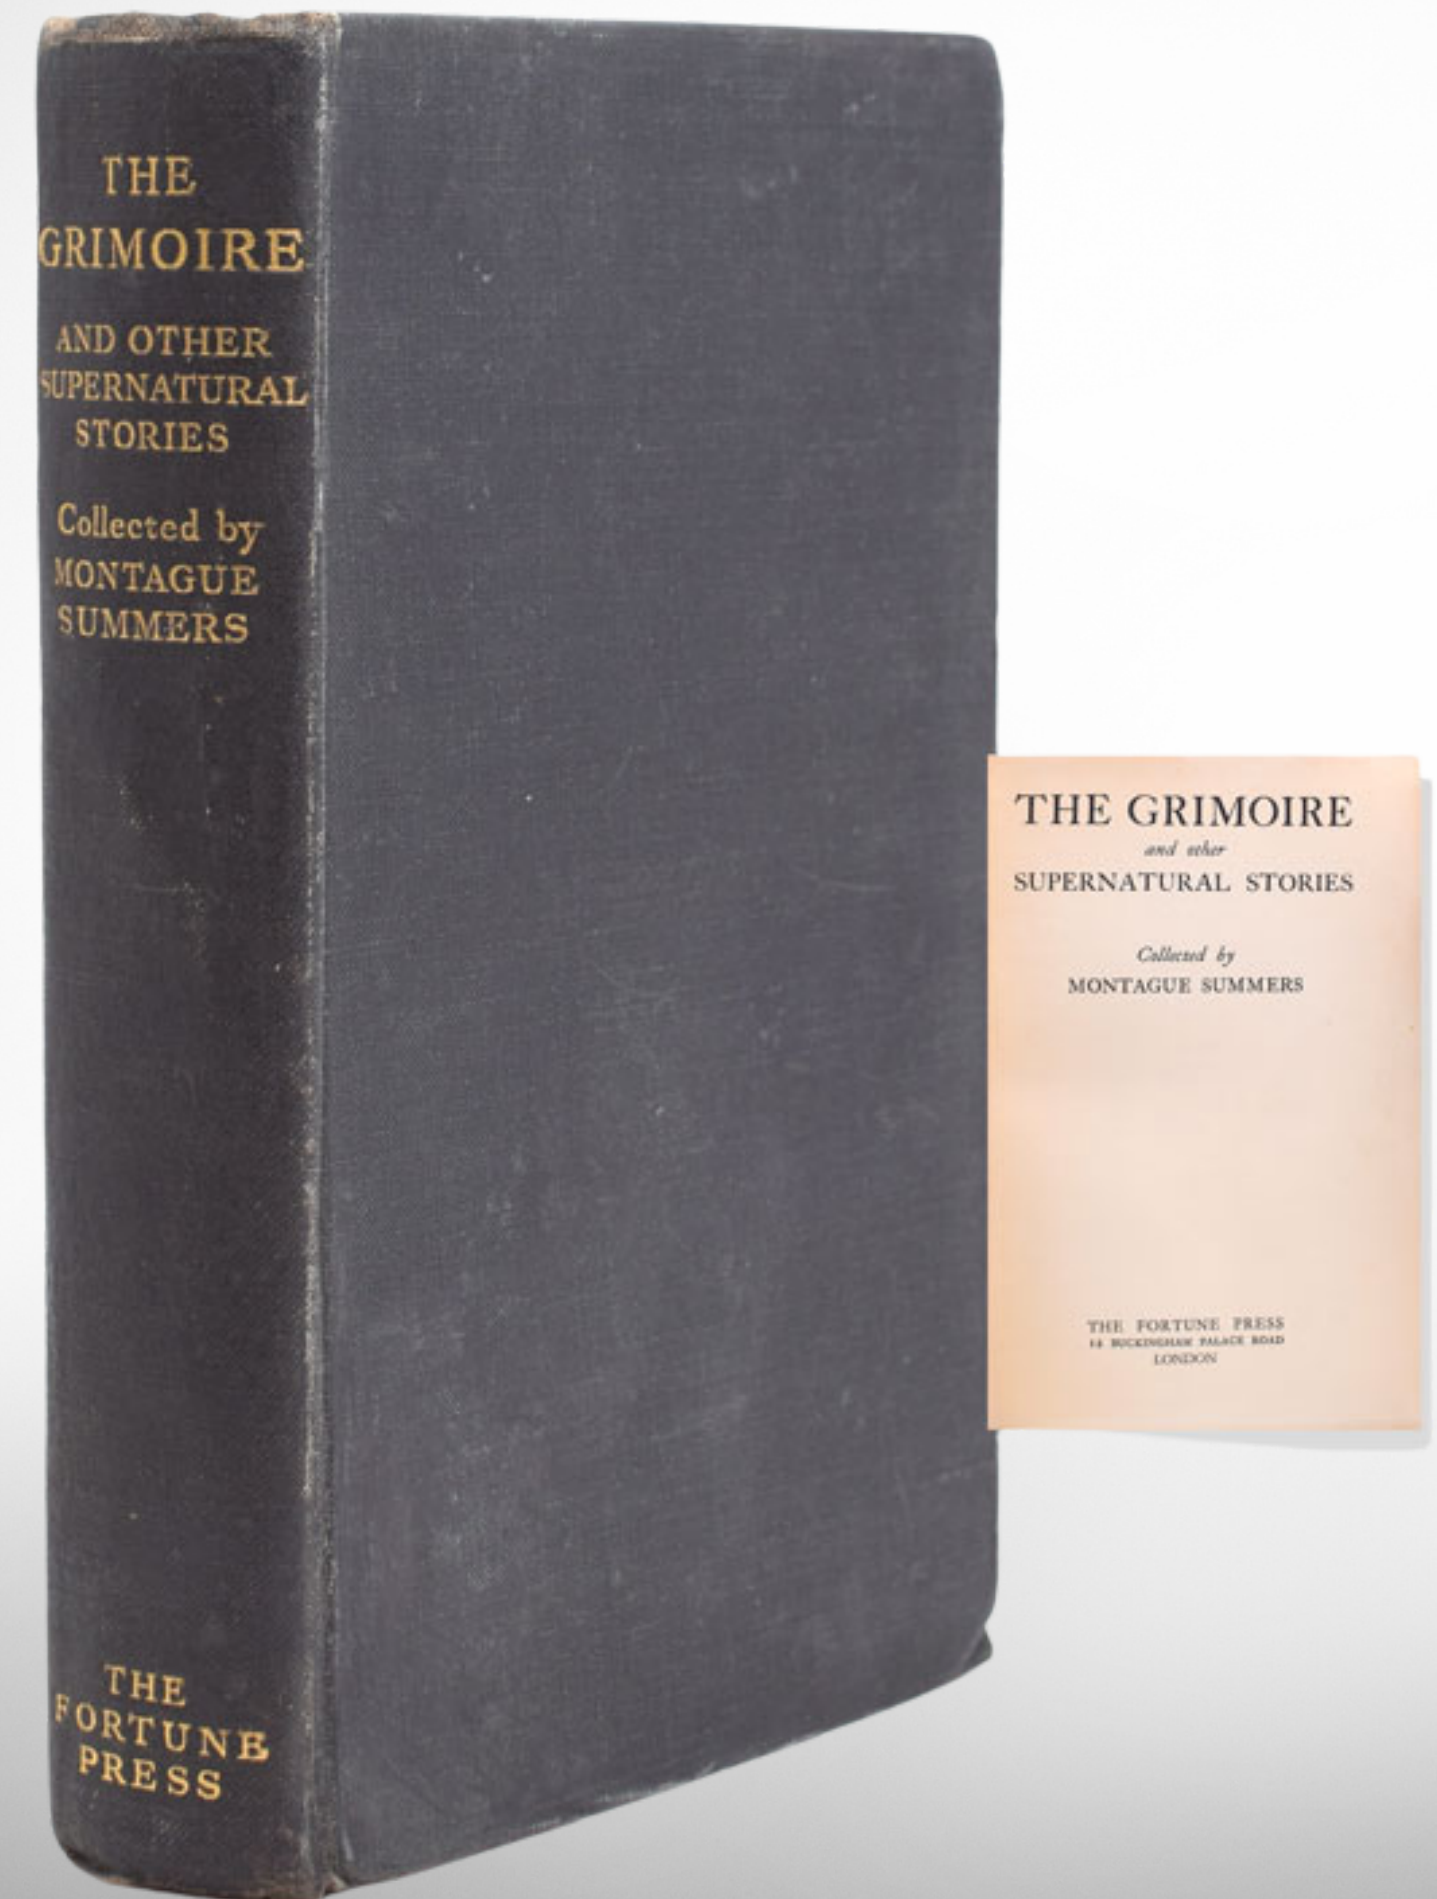 THE
GRIMOIRE
AND OTHER
SUPERNATURAL
STORIES
Collected by
MONTAGUE
SUMMERS
THE
FORTUNE
PRESS
THE GRIMOIRE
and other
SUPERNATURAL STORIES
Collected by
MONTAGUE SUMMERS
THE FORTUNE PRESS
BUCKINGHAM PALACE ROAD
LONDON